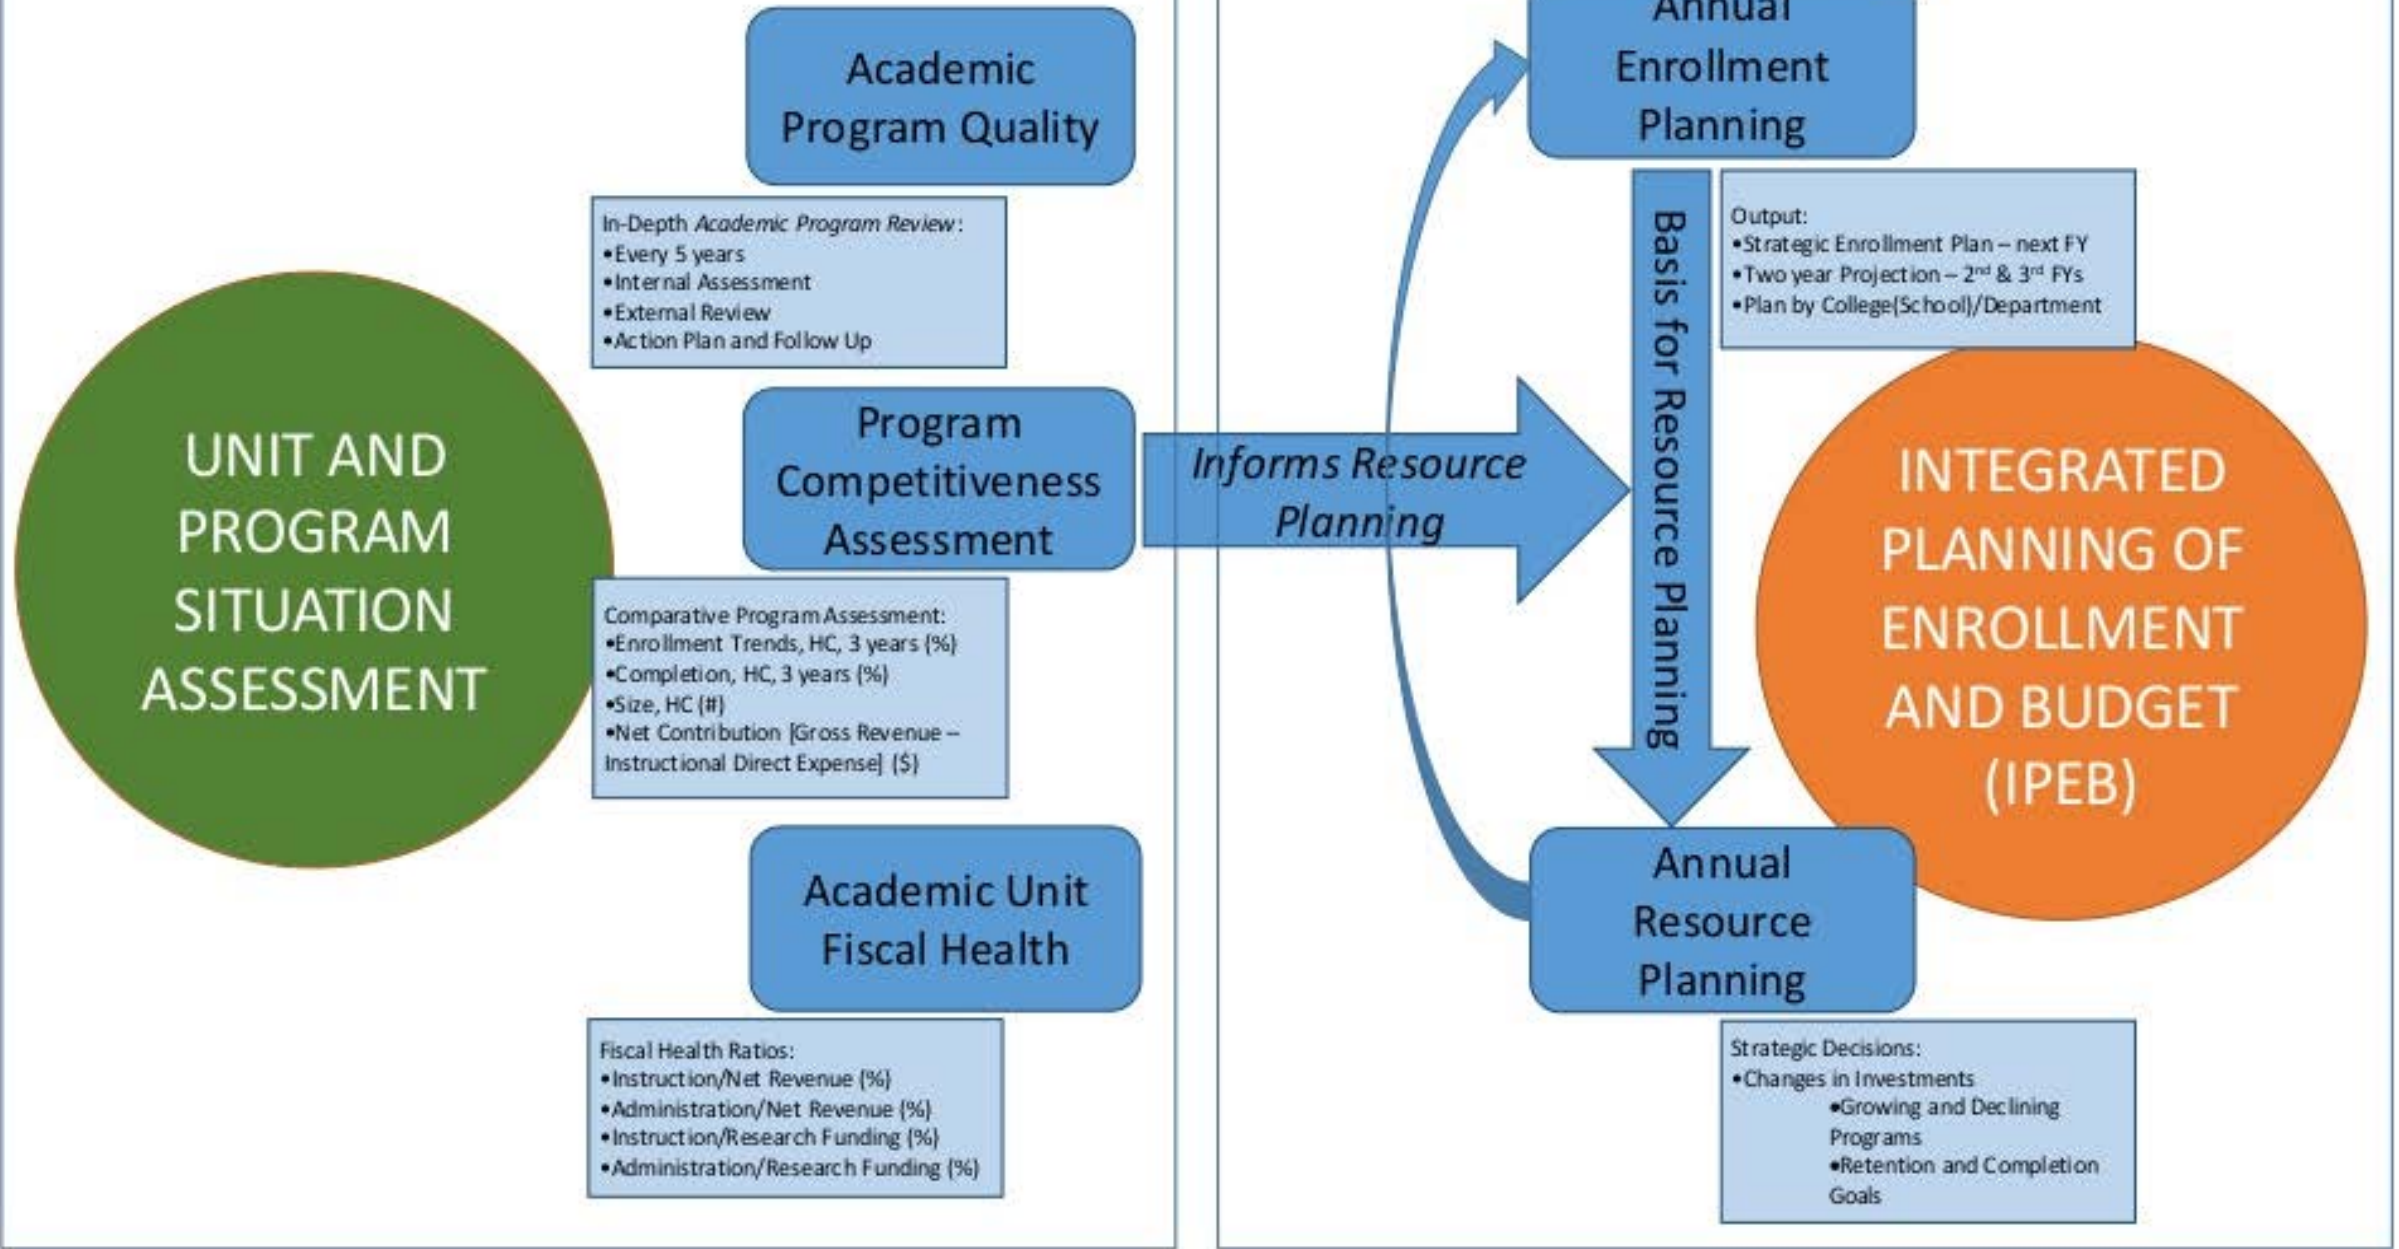 Academic
Program Quality
In-Depth Academic Program Review:
•Every 5 years
•Internal Assessment
•External Review
•Action Plan and Follow Up
UNIT AND
PROGRAM
SITUATION
ASSESSMENT
Program
Competitiveness
Assessment
Comparative Program Assessment:
•Enrollment Trends, HC, 3 years (%)
•Completion, HC, 3 years (%)
•Size, HC (#)
•Net Contribution [Gross Revenue –
Instructional Direct Expense] ($)
Academic Unit
Fiscal Health
Fiscal Health Ratios:
•Instruction/Net Revenue (%)
•Administration/Net Revenue (%)
•Instruction/Research Funding (%)
•Administration/Research Funding (%)
Informs Resource
Planning
Annual
Enrollment
Planning
Basis for Resource Planning
Output:
•Strategic Enrollment Plan – next FY
•Two year Projection – 2nd & 3rd FYs
•Plan by College(School)/Department
INTEGRATED
PLANNING OF
ENROLLMENT
AND BUDGET
(IPEB)
Annual
Resource
Planning
Strategic Decisions:
•Changes in Investments
•Growing and Declining
Programs
•Retention and Completion
Goals